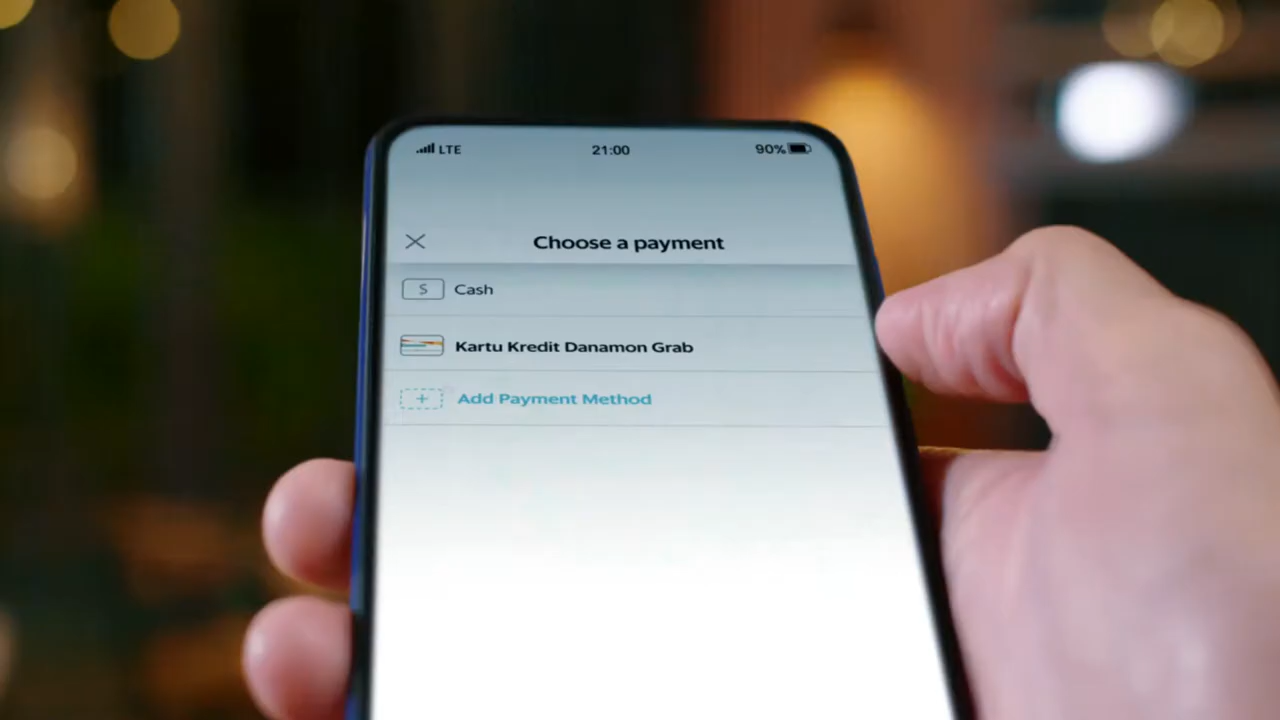 LTE 21:00 90%
Choose a payment
$ Cash
Kartu Kredit Danamon Grab
+ Add Payment Method